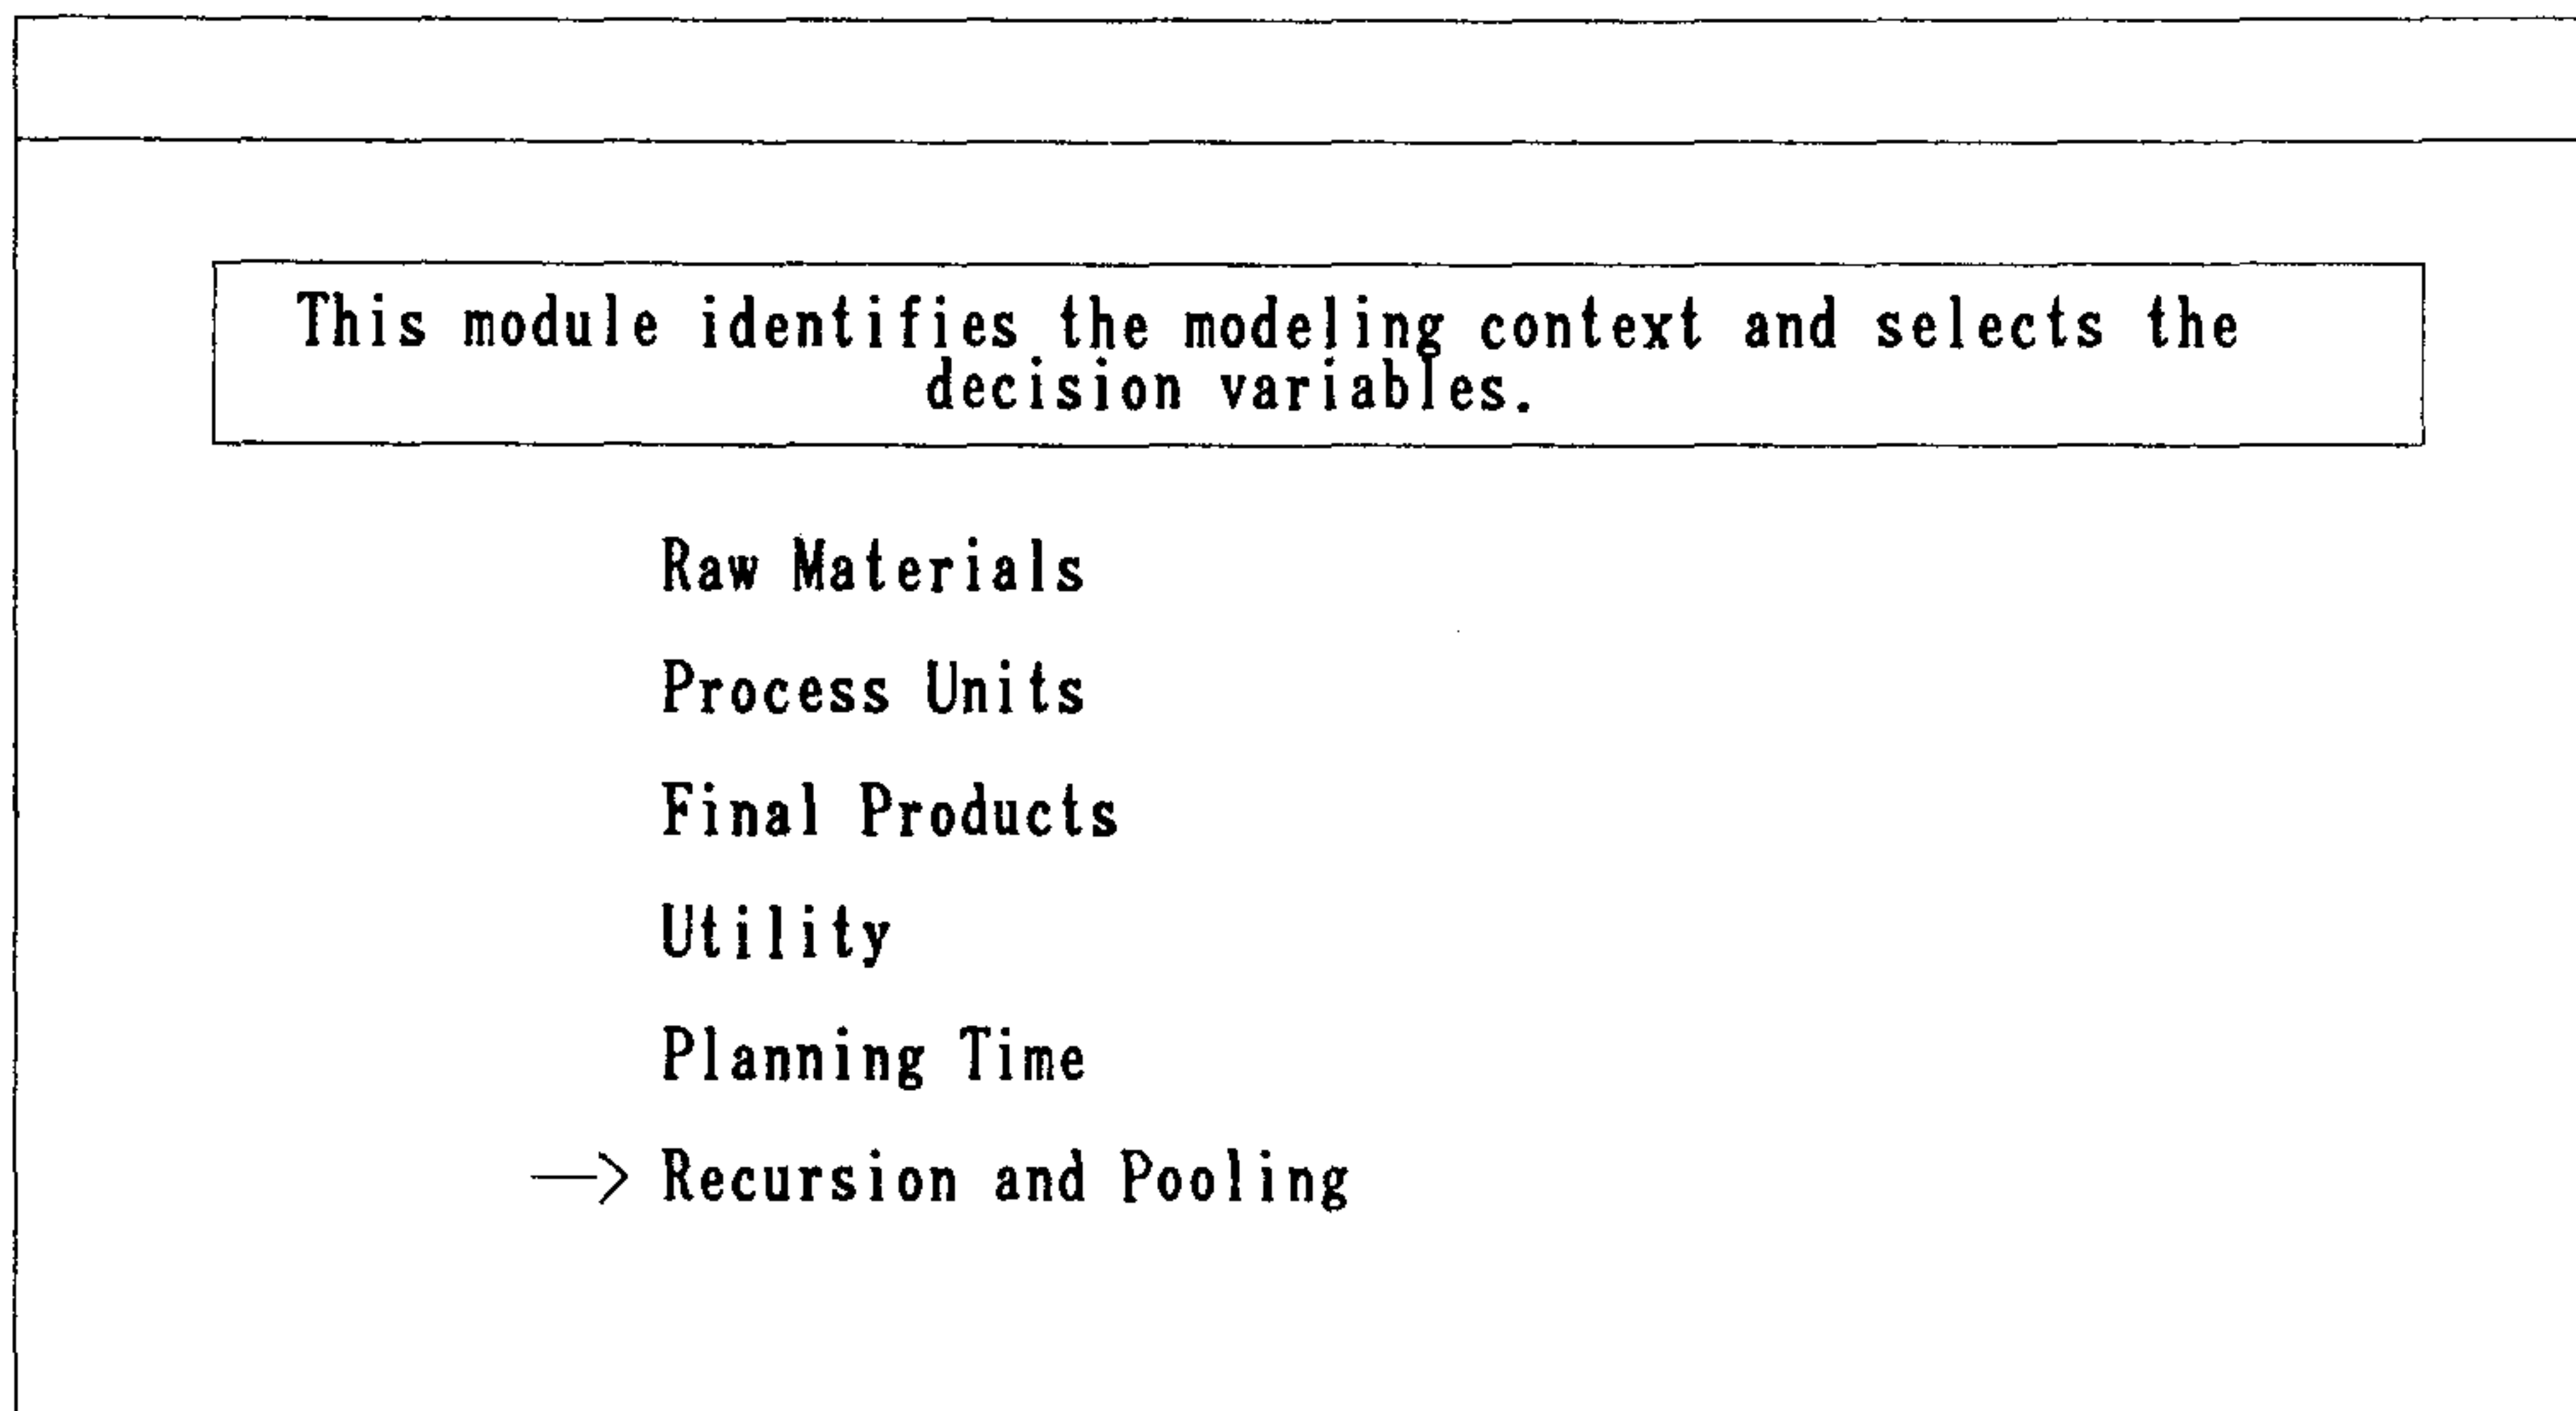 This module identifies the modeling context and selects the
decision variables.
Raw Materials
Process Units
Final Products
Utility
Planning Time
—> Recursion and Pooling